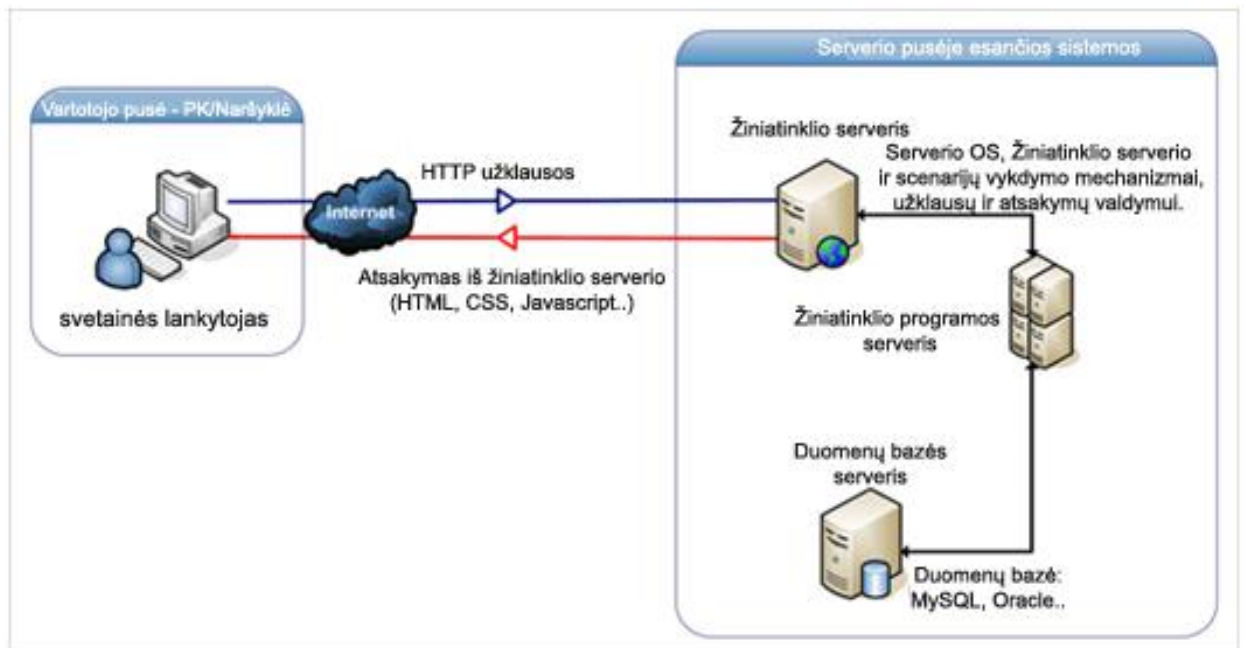 Serverio pusėje esančios sistemos
Vartotojo pusė - PK/Naršyklė
Žiniatinklio serveris
Serverio OS, Žiniatinklio serverio
ir scenarijų vykdymo mechanizmai,
užklausų ir atsakymų valdymui.
HTTP užklausos
Internet
Atsakymas iš žiniatinklio serverio
(HTML, CSS, Javascript..)
svetainės lankytojas
Žiniatinklio programos
serveris
Duomenų bazės
serveris
Duomenų bazė:
MySQL, Oracle..